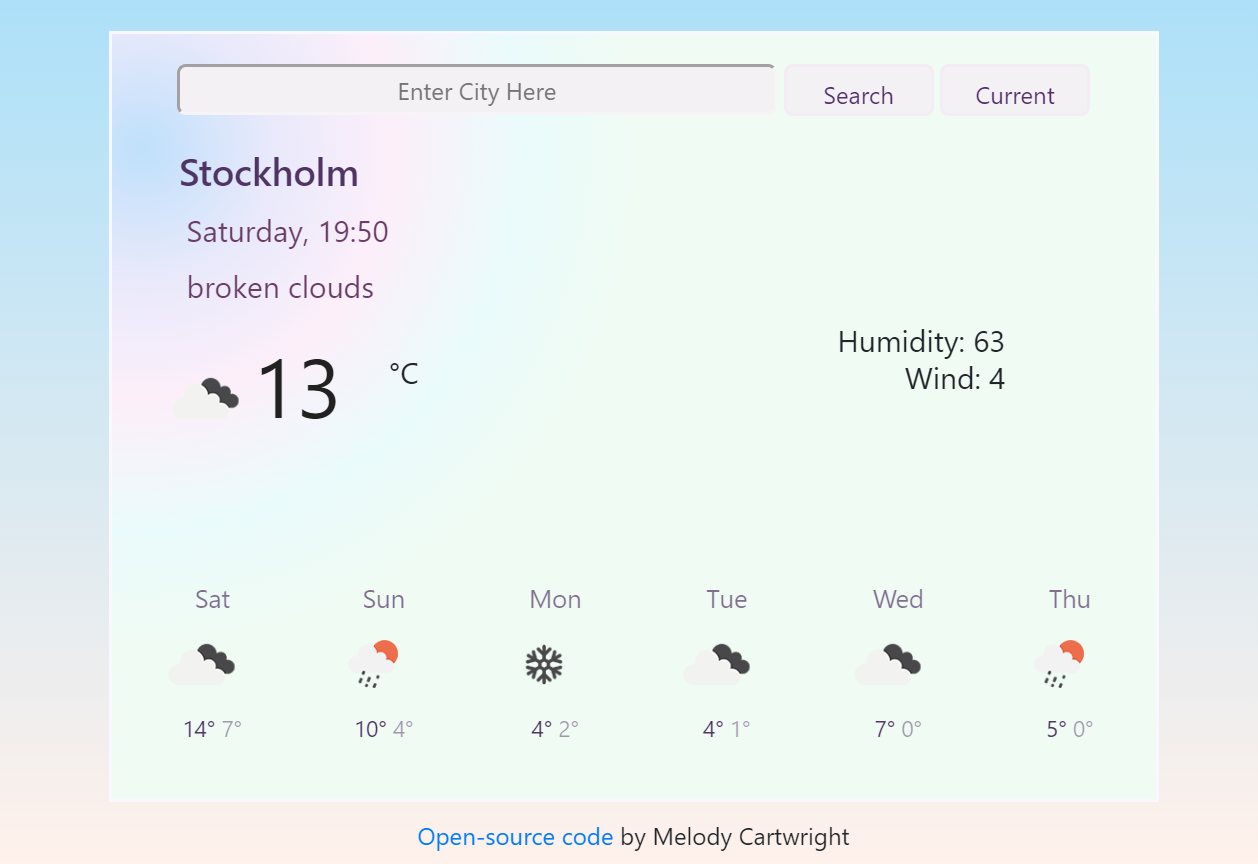 Enter City Here Search Current
Stockholm
Saturday, 19:50
broken clouds
13 °C
Humidity: 63
Wind: 4
Sat Sun Mon Tue Wed Thu
14° 7° 10° 4° 4° 2° 4° 1° 7° 0° 5° 0°
Open-source code by Melody Cartwright